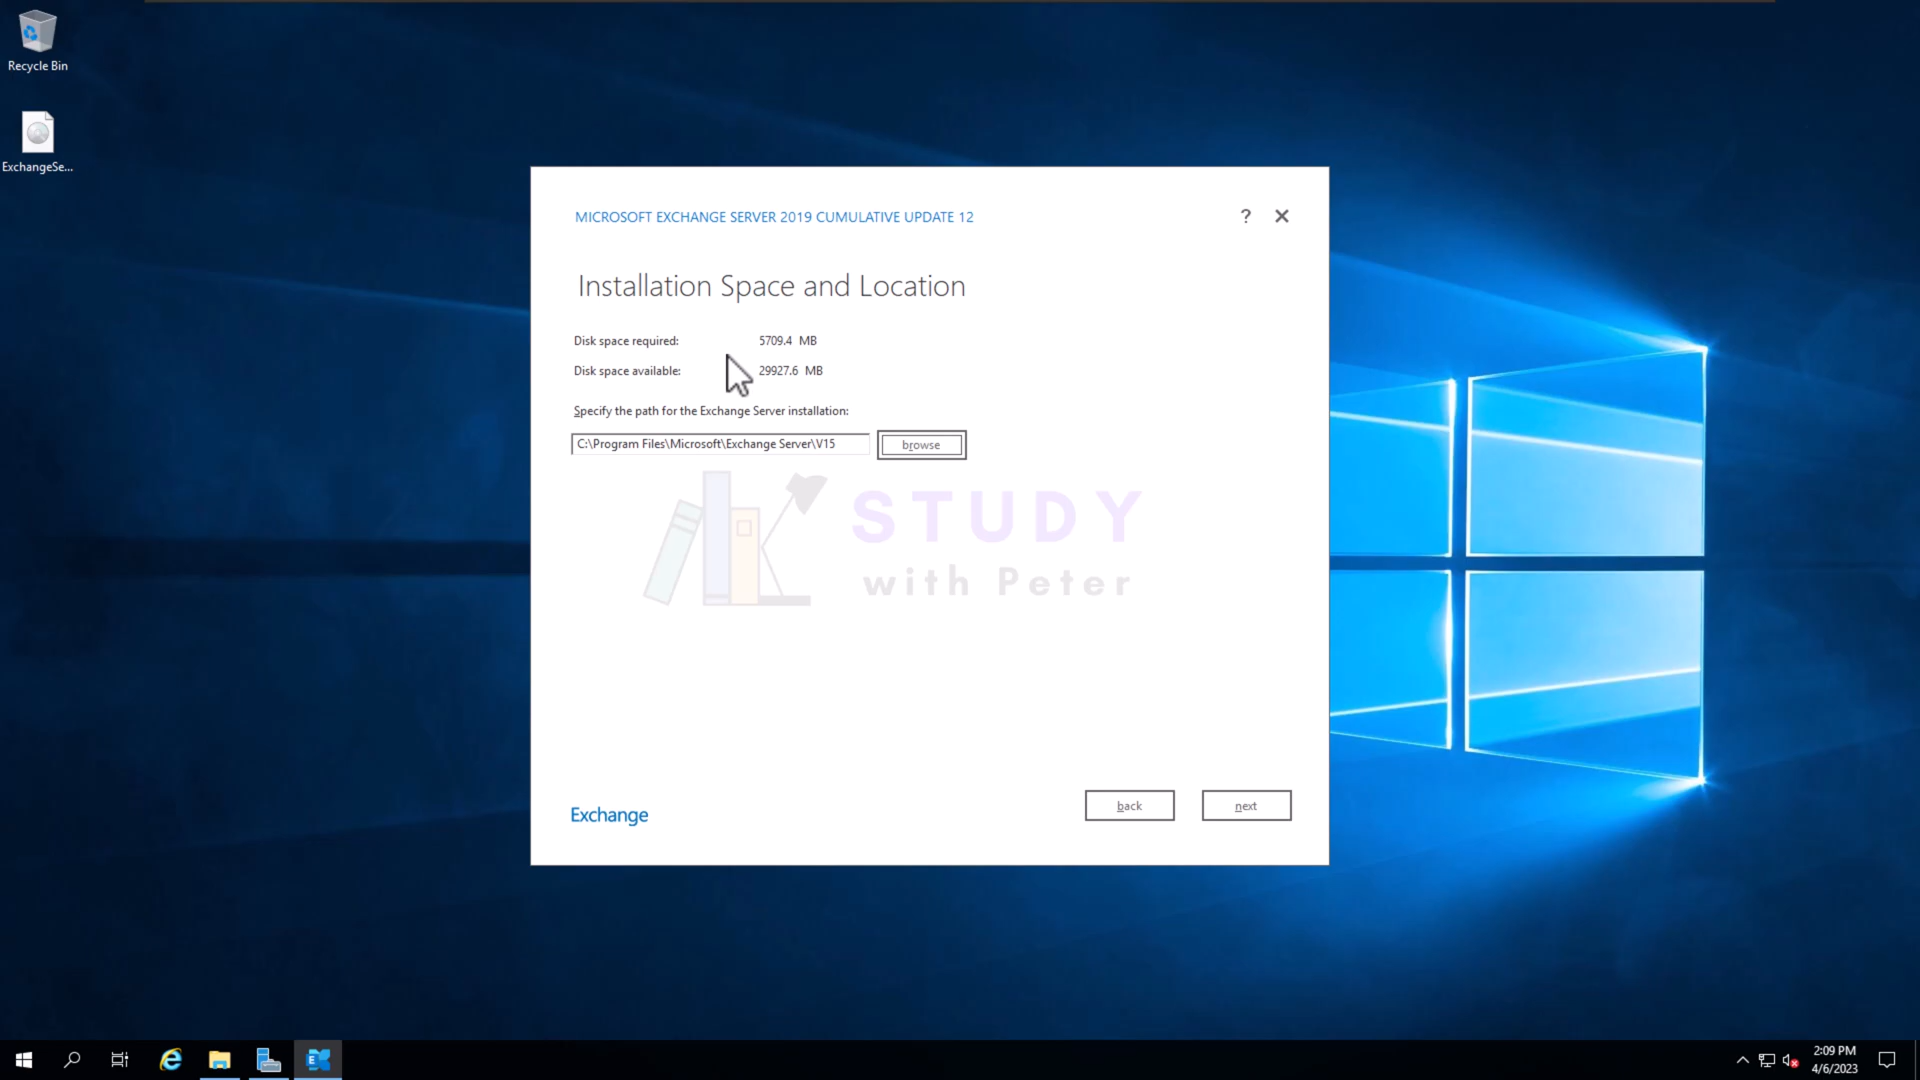 Recycle Bin
ExchangeSe...
MICROSOFT EXCHANGE SERVER 2019 CUMULATIVE UPDATE 12
?
Installation Space and Location
Disk space required: 5709.4 MB
Disk space available: 29927.6 MB
Specify the path for the Exchange Server installation:
C:\Program Files\Microsoft\Exchange Server\V15
browse
STUDY
with Peter
Exchange
back
next
2:09 PM
4/6/2023